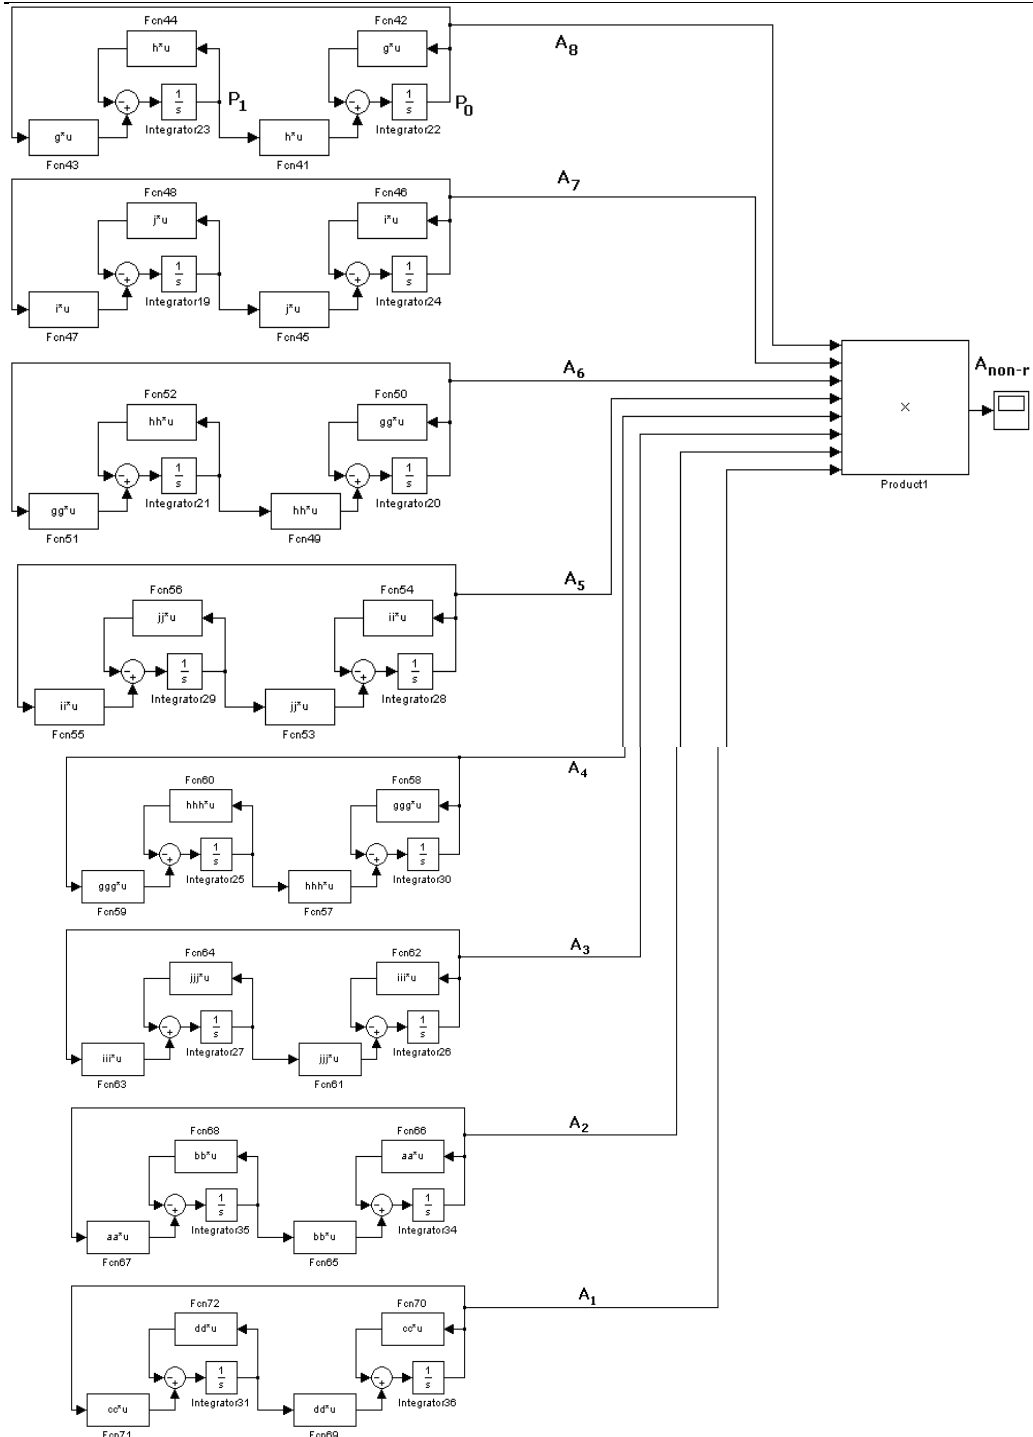 Fcn44
Fcn42
h*u
g*u
A8
P1
P0
-
+
1
s
-
+
1
s
Integrator23
Integrator22
g*u
h*u
Fcn43
Fcn41
A7
Fcn48
Fcn46
j*u
i*u
-
+
1
s
-
+
1
s
Integrator19
Integrator24
i*u
j*u
Fcn47
Fcn45
A6
Anon-r
Fcn52
Fcn50
hh*u
gg*u
×
-
+
1
s
-
+
1
s
Product1
Integrator21
Integrator20
gg*u
hh*u
Fcn51
Fcn49
A5
Fcn56
Fcn54
jj*u
ii*u
-
+
1
s
-
+
1
s
Integrator29
Integrator28
ii*u
jj*u
Fcn55
Fcn53
A4
Fcn60
Fcn58
hhh*u
ggg*u
-
+
1
s
-
+
1
s
Integrator25
Integrator30
ggg*u
hhh*u
Fcn59
Fcn57
A3
Fcn64
Fcn62
jjj*u
iii*u
-
+
1
s
-
+
1
s
Integrator27
Integrator26
iii*u
jjj*u
Fcn63
Fcn61
A2
Fcn68
Fcn66
bb*u
aa*u
-
+
1
s
-
+
1
s
Integrator35
Integrator34
aa*u
bb*u
Fcn67
Fcn65
A1
Fcn72
Fcn70
dd*u
cc*u
-
+
1
s
-
+
1
s
Integrator31
Integrator36
cc*u
dd*u
Fcn71
Fcn69